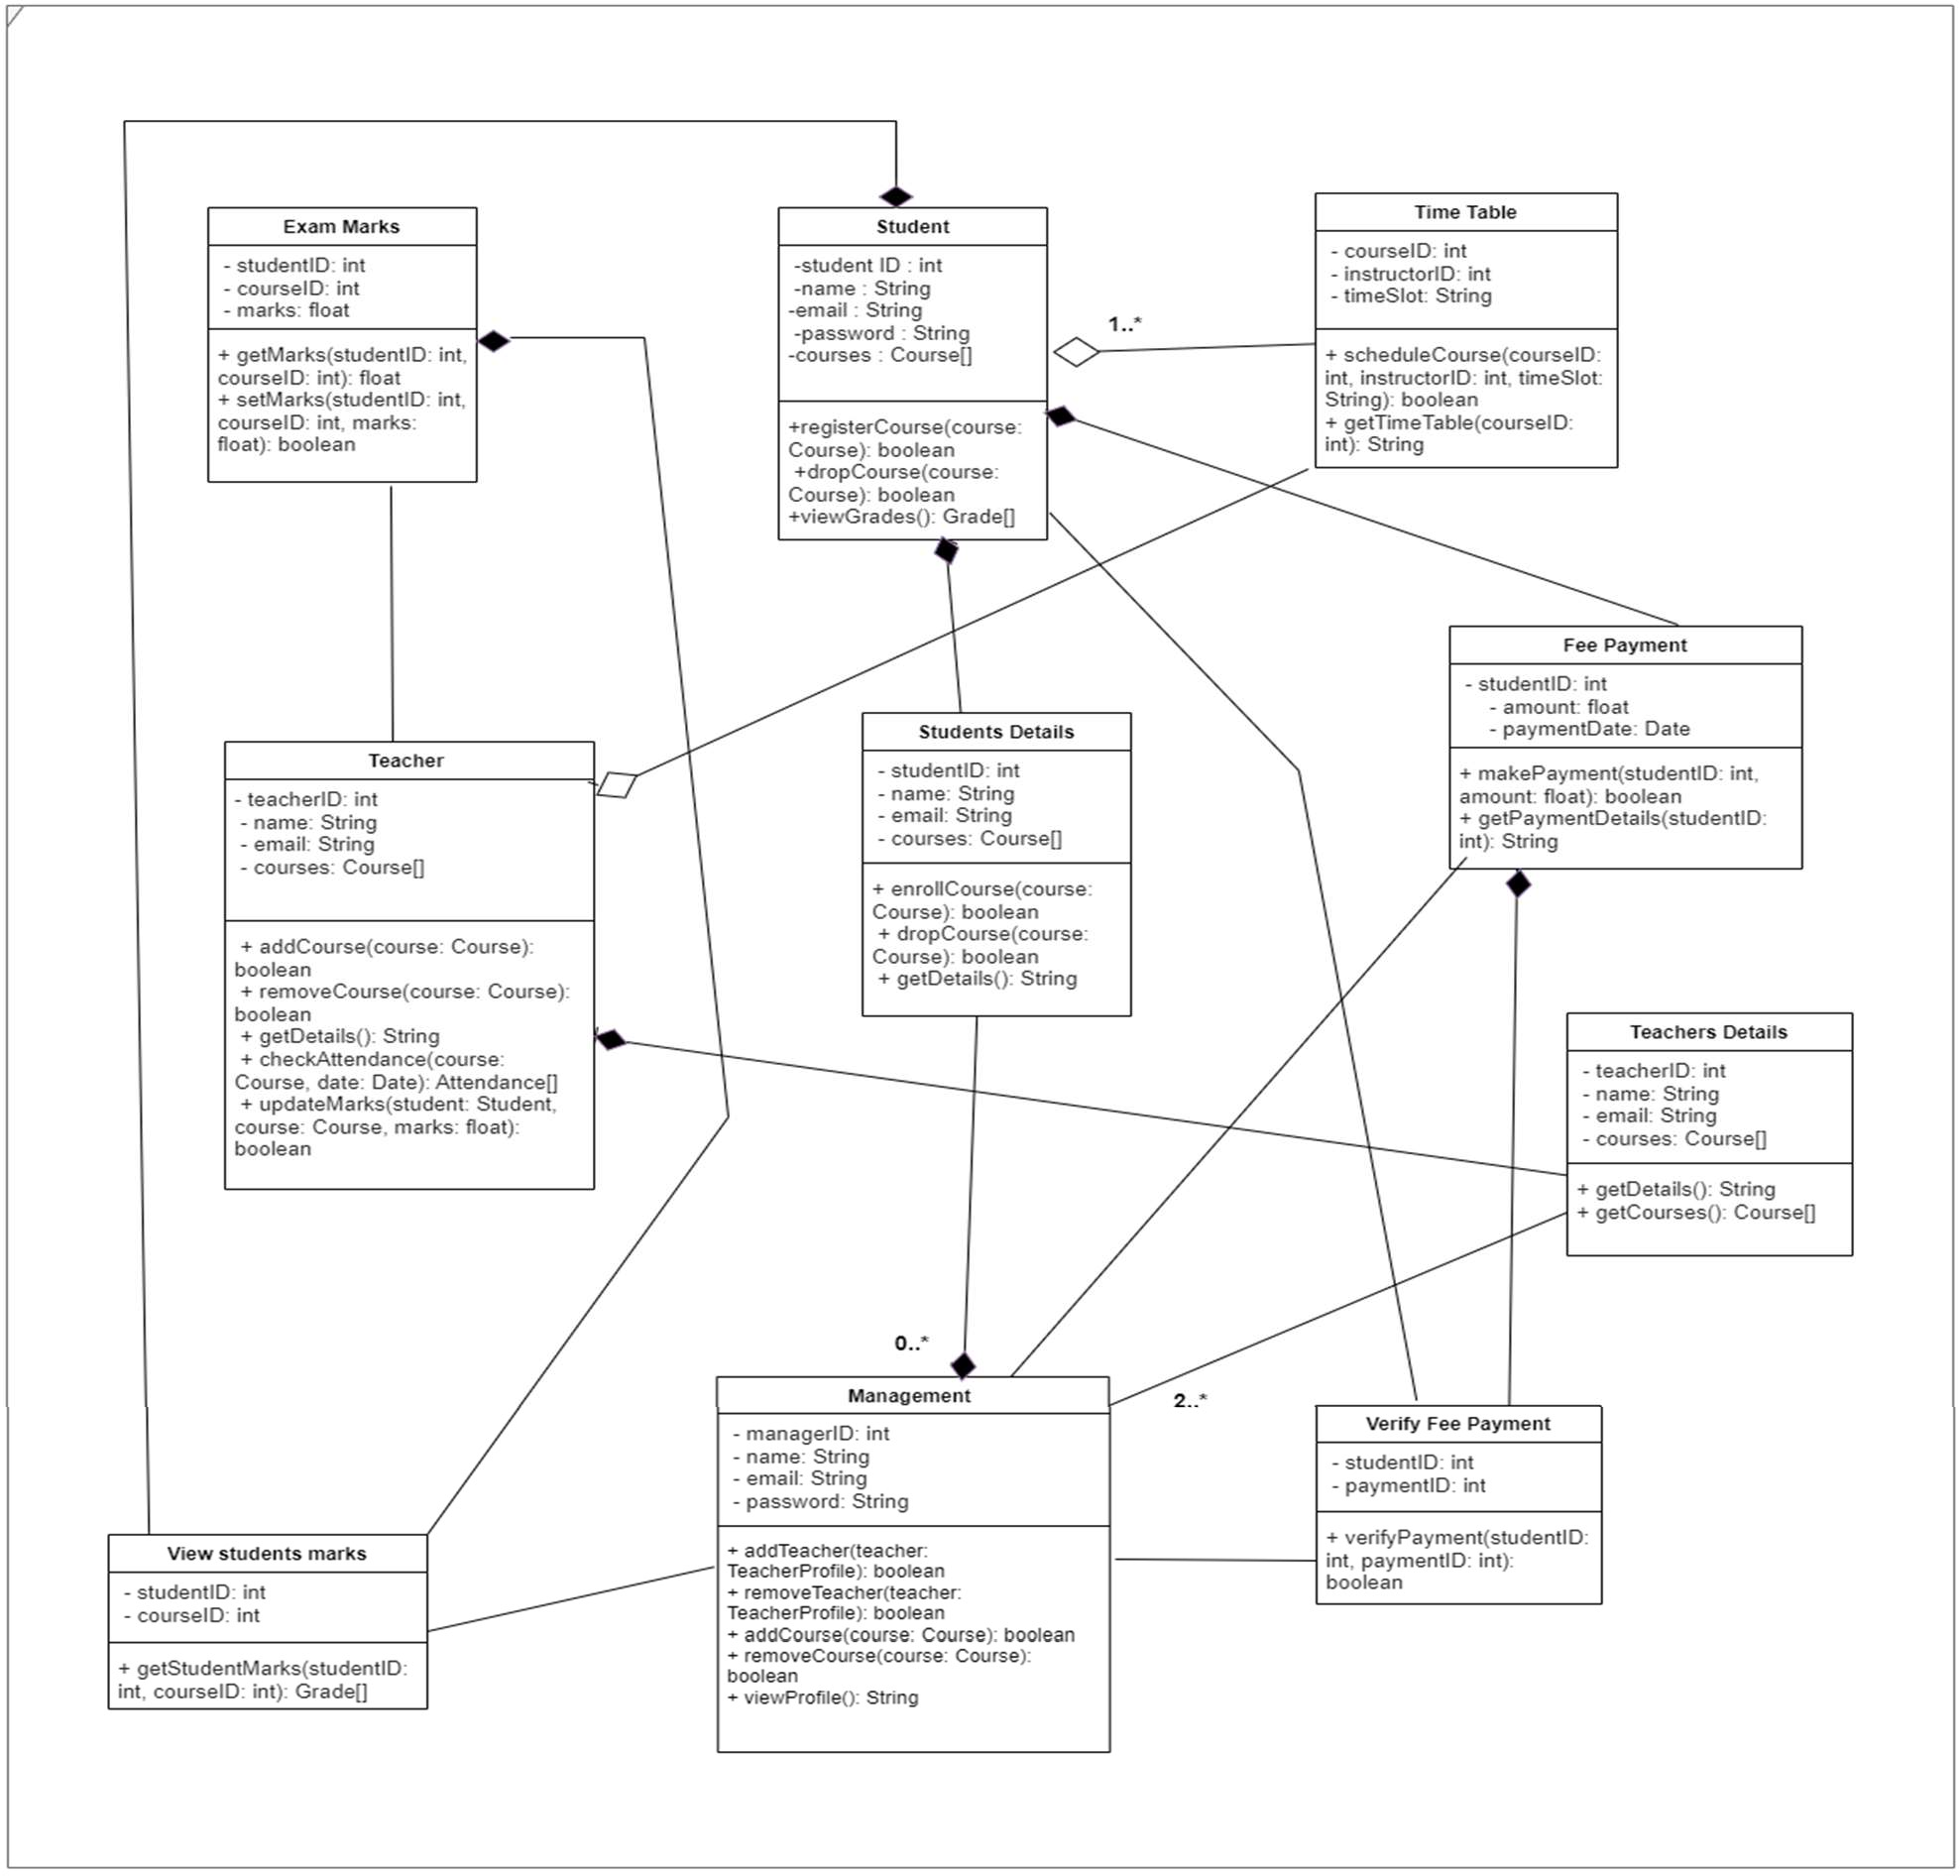 Exam Marks
- studentID: int
- courseID: int
- marks: float
+ getMarks(studentID: int,
courseID: int): float
+ setMarks(studentID: int,
courseID: int, marks:
float): boolean
Student
-student ID : int
-name : String
-email : String
-password : String
-courses : Course[]
+registerCourse(course:
Course): boolean
+dropCourse(course:
Course): boolean
+viewGrades(): Grade[]
1..*
Time Table
- courseID: int
- instructorID: int
- timeSlot: String
+ scheduleCourse(courseID:
int, instructorID: int, timeSlot:
String): boolean
+ getTimeTable(courseID:
int): String
Fee Payment
- studentID: int
- amount: float
- paymentDate: Date
+ makePayment(studentID: int,
amount: float): boolean
+ getPaymentDetails(studentID:
int): String
Teacher
- teacherID: int
- name: String
- email: String
- courses: Course[]
+ addCourse(course: Course):
boolean
+ removeCourse(course: Course):
boolean
+ getDetails(): String
+ checkAttendance(course:
Course, date: Date): Attendance[]
+ updateMarks(student: Student,
course: Course, marks: float):
boolean
Students Details
- studentID: int
- name: String
- email: String
- courses: Course[]
+ enrollCourse(course:
Course): boolean
+ dropCourse(course:
Course): boolean
+ getDetails(): String
Teachers Details
- teacherID: int
- name: String
- email: String
- courses: Course[]
+ getDetails(): String
+ getCourses(): Course[]
0..*
2..*
Management
- managerID: int
- name: String
- email: String
- password: String
+ addTeacher(teacher:
TeacherProfile): boolean
+ removeTeacher(teacher:
TeacherProfile): boolean
+ addCourse(course: Course): boolean
+ removeCourse(course: Course):
boolean
+ viewProfile(): String
Verify Fee Payment
- studentID: int
- paymentID: int
+ verifyPayment(studentID:
int, paymentID: int):
boolean
View students marks
- studentID: int
- courseID: int
+ getStudentMarks(studentID:
int, courseID: int): Grade[]